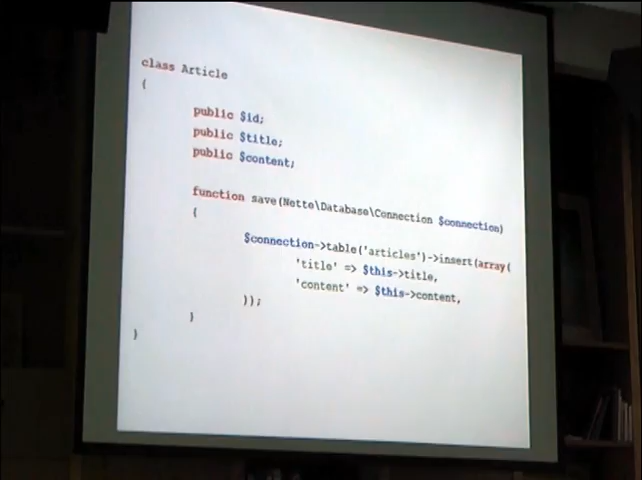 class Article
{
public $id;
public $title;
public $content;
function save(Nette\Database\Connection $connection)
{
$connection->table('articles')->insert(array(
'title' => $this->title,
'content' => $this->content,
));
}
}